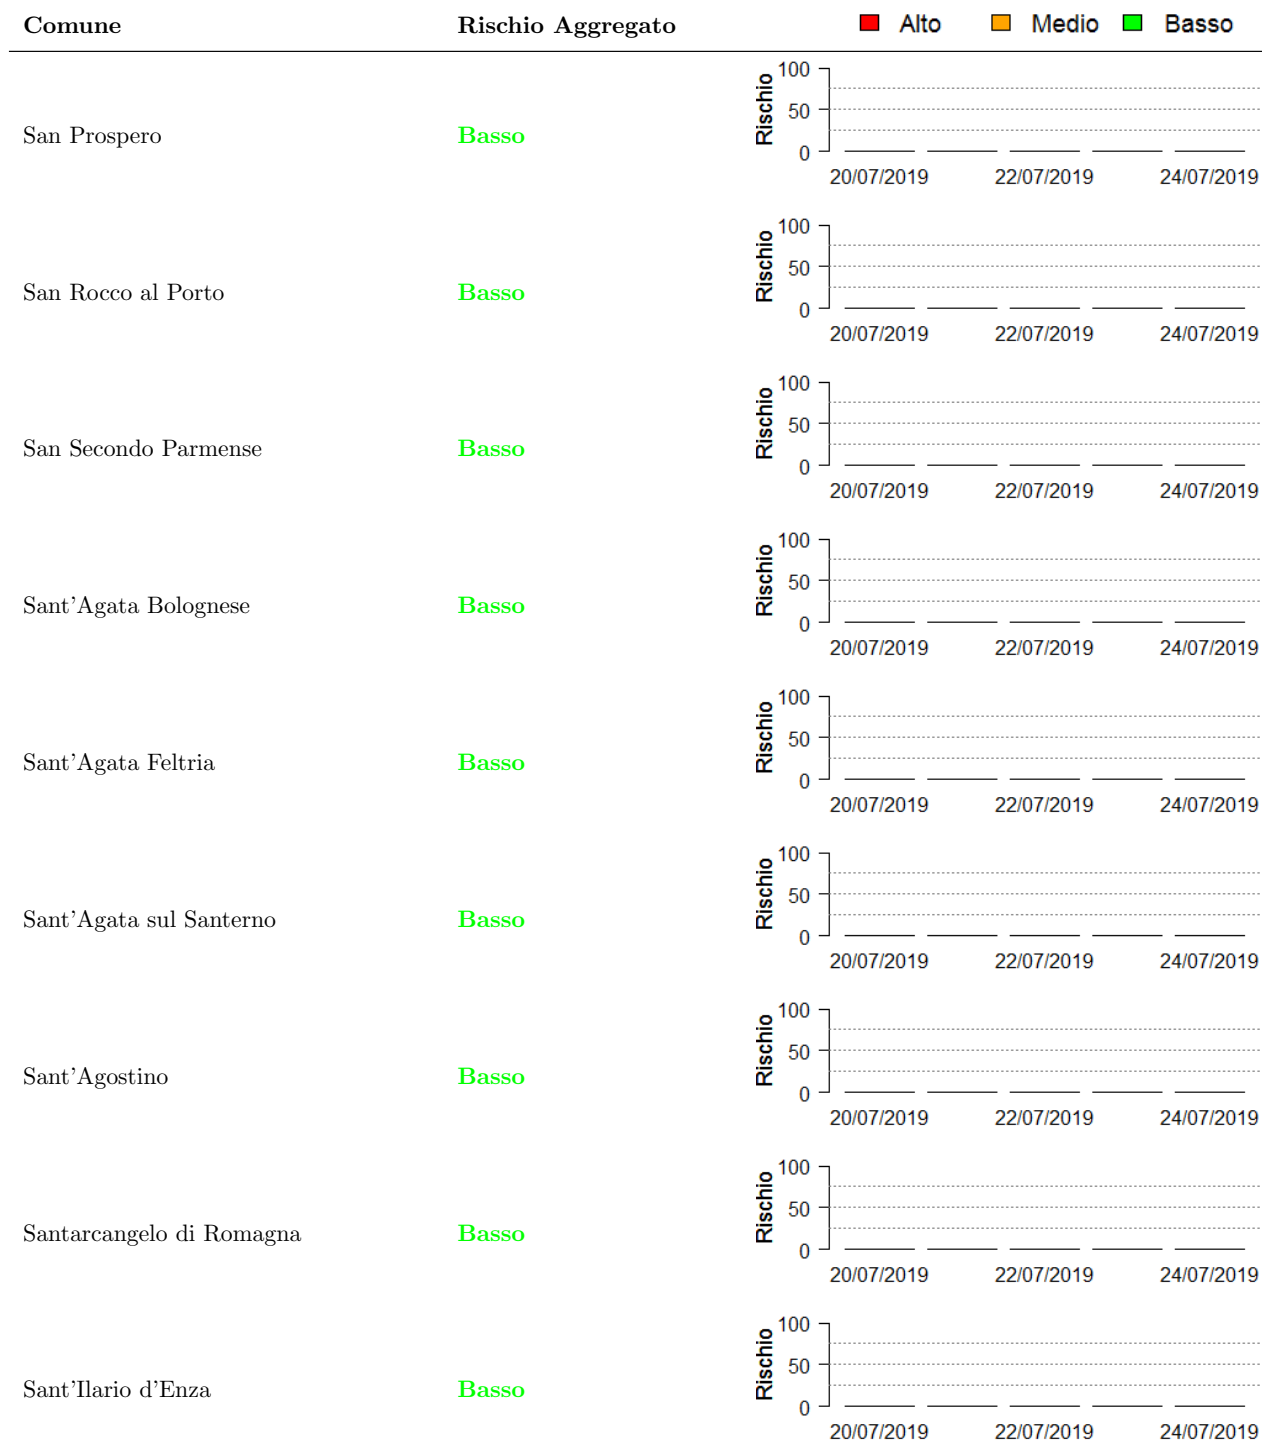 Comune Rischio Aggregato Alto Medio Basso
100
50
0
Rischio
San Prospero Basso
20/07/2019 22/07/2019 24/07/2019
100
50
0
Rischio
San Rocco al Porto Basso
20/07/2019 22/07/2019 24/07/2019
100
50
0
Rischio
San Secondo Parmense Basso
20/07/2019 22/07/2019 24/07/2019
100
50
0
Rischio
Sant'Agata Bolognese Basso
20/07/2019 22/07/2019 24/07/2019
100
50
0
Rischio
Sant'Agata Feltria Basso
20/07/2019 22/07/2019 24/07/2019
100
50
0
Rischio
Sant'Agata sul Santerno Basso
20/07/2019 22/07/2019 24/07/2019
100
50
0
Rischio
Sant'Agostino Basso
20/07/2019 22/07/2019 24/07/2019
100
50
0
Rischio
Santarcangelo di Romagna Basso
20/07/2019 22/07/2019 24/07/2019
100
50
0
Rischio
Sant'Ilario d'Enza Basso
20/07/2019 22/07/2019 24/07/2019